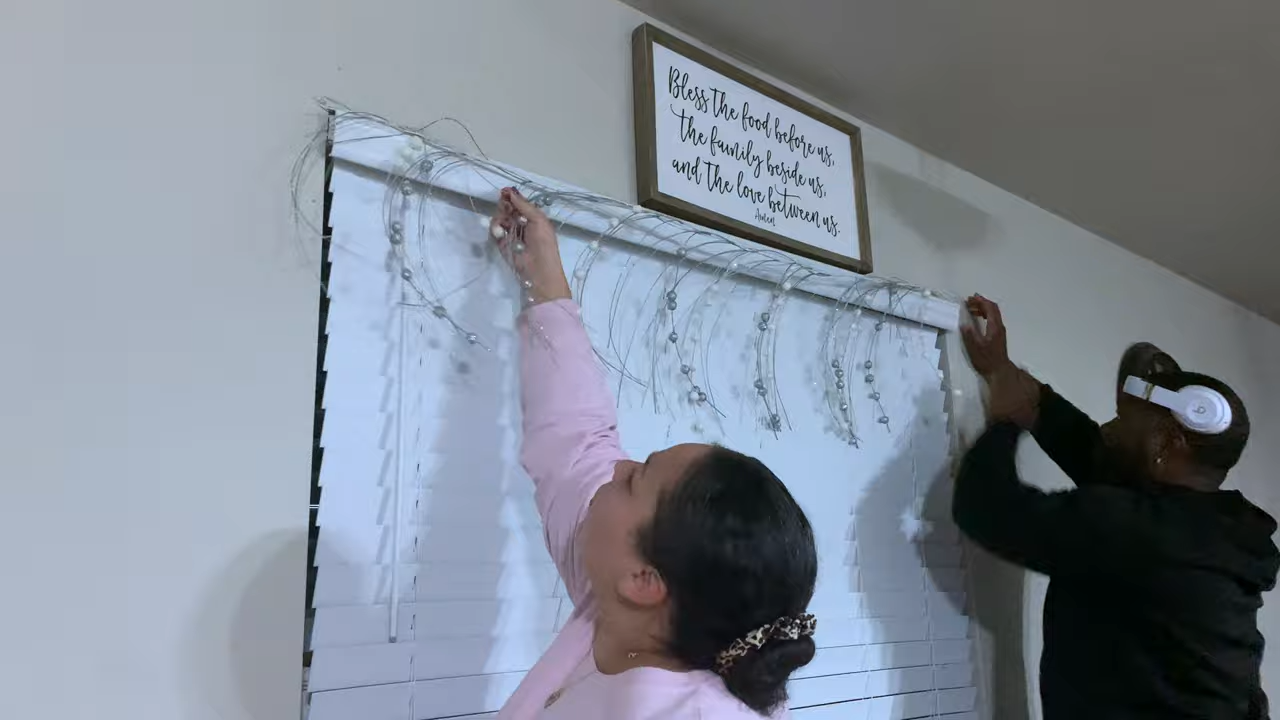 Bless the food before us,
the family beside us,
and the love between us.
Amen